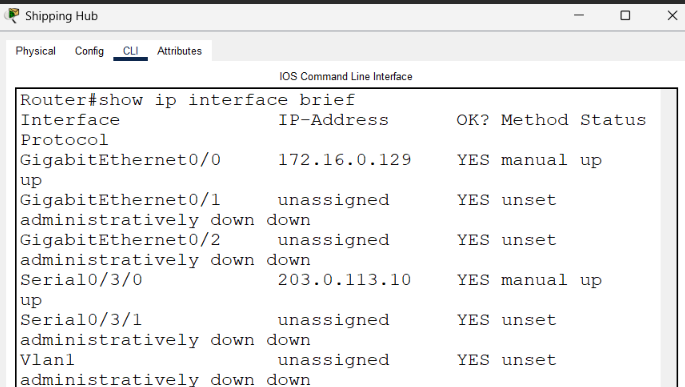 Shipping Hub
Physical Config CLI Attributes
IOS Command Line Interface
Router#show ip interface brief
Interface IP-Address OK? Method Status
Protocol
GigabitEthernet0/0 172.16.0.129 YES manual up
up
GigabitEthernet0/1 unassigned YES unset
administratively down down
GigabitEthernet0/2 unassigned YES unset
administratively down down
Serial0/3/0 203.0.113.10 YES manual up
up
Serial0/3/1 unassigned YES unset
administratively down down
Vlan1 unassigned YES unset
administratively down down